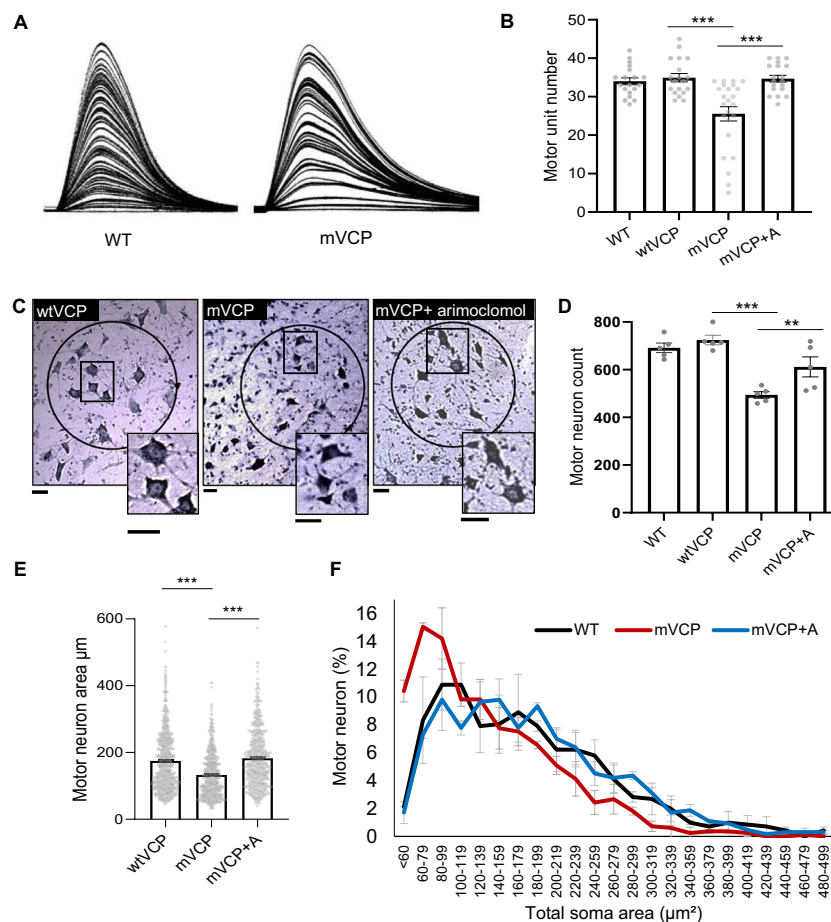 A
WT
mVCP
B
Motor unit number
50
40
30
20
10
0
***
***
WT
wtVCP
mVCP
mVCP+A
C
wtVCP
mVCP
mVCP+ arimoclomol
D
Motor neuron count
800
600
400
200
0
***
**
WT
wtVCP
mVCP
mVCP+A
E
Motor neuron area µm
600
400
200
0
***
***
wtVCP
mVCP
mVCP+A
F
Motor neuron (%)
16
14
12
10
8
6
4
2
0
WT mVCP mVCP+A
<60
60-79
80-99
100-119
120-139
140-159
160-179
180-199
200-219
220-239
240-259
260-279
280-299
300-319
320-339
340-359
360-379
380-399
400-419
420-439
440-459
460-479
480-499
Total soma area (µm²)